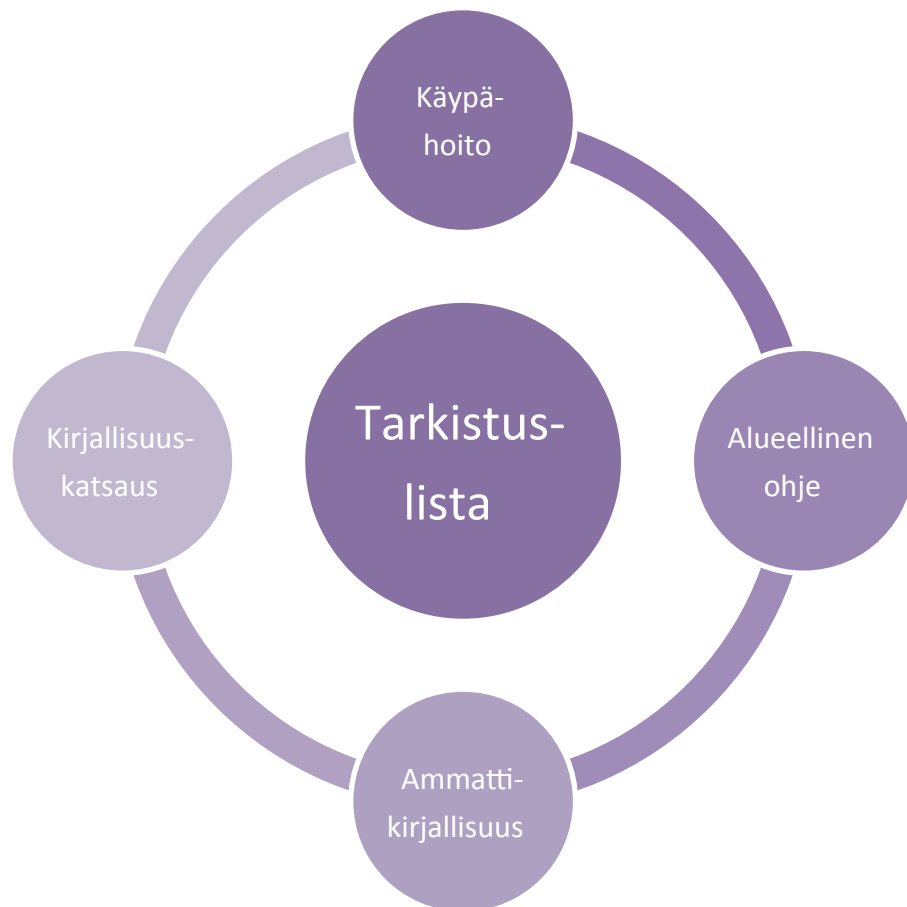 Käypä-
hoito
Tarkistus-
lista
Kirjallisuus-
katsaus
Alueellinen
ohje
Ammatti-
kirjallisuus